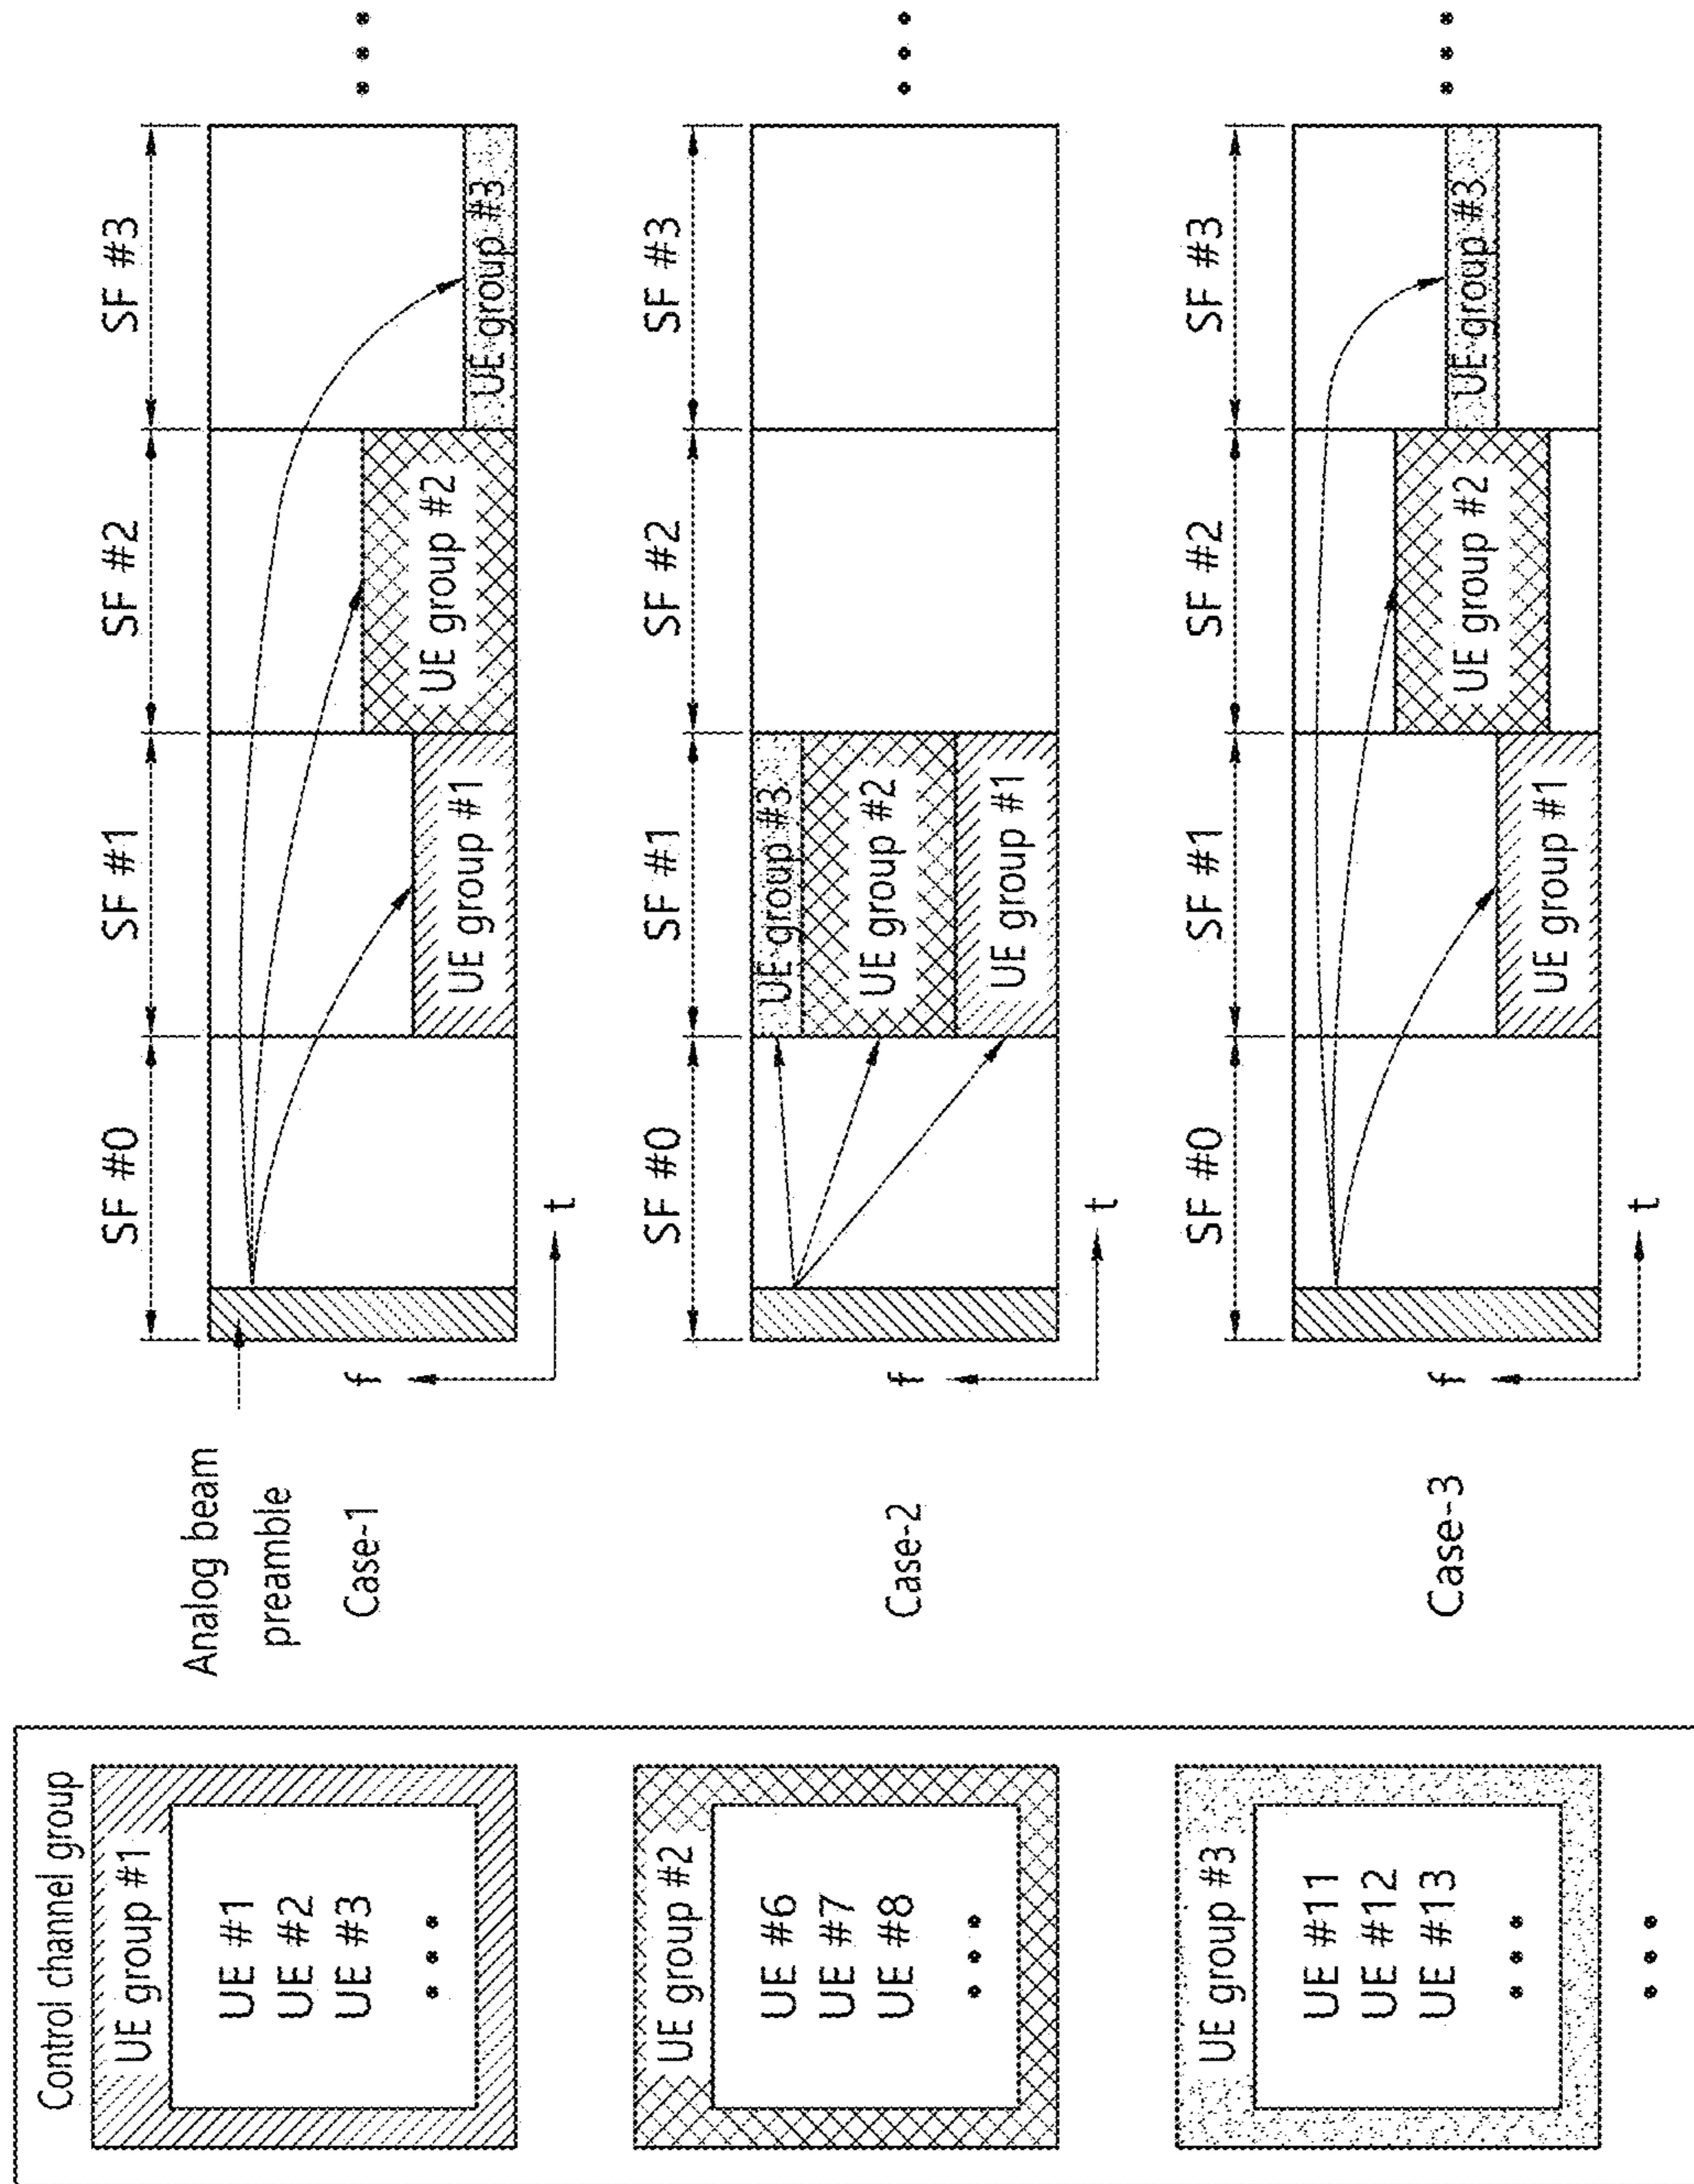 Control channel group
UE group #1
UE #1
UE #2
UE #3
UE group #2
UE #6
UE #7
UE #8
UE group #3
UE #11
UE #12
UE #13
Analog beam
preamble
Case-1
SF #0
SF #1
SF #2
SF #3
UE group #1
UE group #2
UE group #3
f
t
Case-2
SF #0
SF #1
SF #2
SF #3
UE group #3
UE group #2
UE group #1
f
t
Case-3
SF #0
SF #1
SF #2
SF #3
UE group #1
UE group #2
UE group #3
f
t